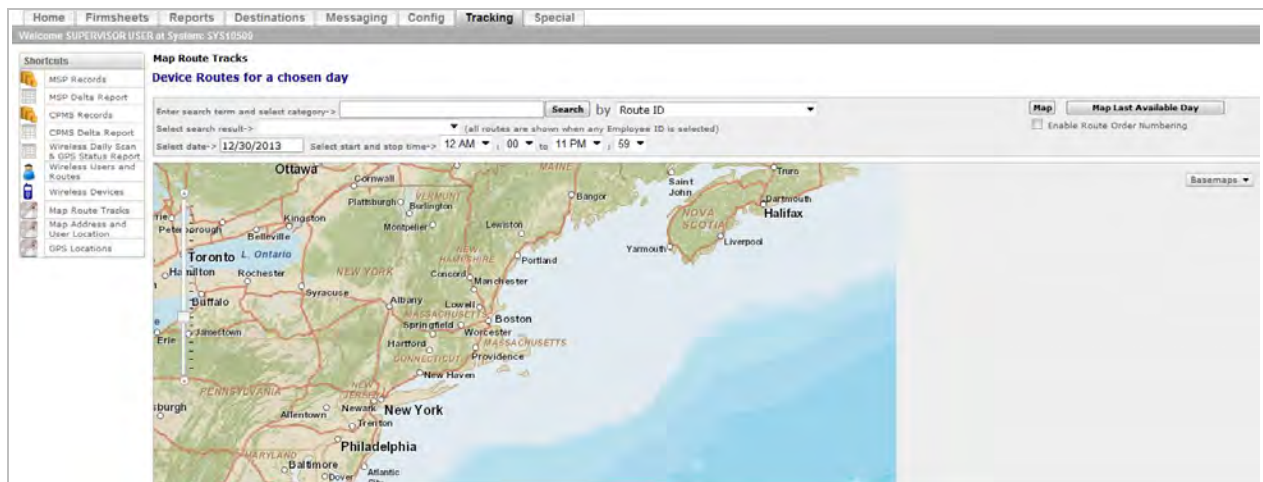 Home Firmsheets Reports Destinations Messaging Config Tracking Special
Welcome SUPERVISOR USER at System: SYS10509
Shortcuts
MSP Records
MSP Delta Report
CPMS Records
CPMS Delta Report
Wireless Daily Scan
& GPS Status Report
Wireless Users and
Routes
Wireless Devices
Map Route Tracks
Map Address and
User Location
GPS Locations
Map Route Tracks
Device Routes for a chosen day
Enter search term and select category-> Search by Route ID
Map Map Last Available Day
Select search result-> (all routes are shown when any Employee ID is selected)
Enable Route Order Numbering
Select date-> 12/30/2013 Select start and stop time-> 12 AM : 00 to 11 PM : 59
Basemaps
Ottawa
Cornwall
MAINE
Saint
John
Truro
Plattsburgh
VERMONT
Burlington
Bangor
Dartmouth
Halifax
NOVA
SCOTIA
Kingston
Peterborough
Belleville
Montpelier
Lewiston
Yarmouth
Liverpool
Toronto
L. Ontario
NEW
HAMPSHIRE
Portland
Hamilton
Rochester
NEW YORK
Concord
Manchester
Syracuse
Buffalo
Albany
Lowell
MASSACHUSETTS
Boston
Springfield
Worcester
Erie
Jamestown
Hartford
MASSACHUSETTS
CONNECTICUT
Providence
New Haven
PENNSYLVANIA
NEW
JERSEY
sburgh
Allentown
Newark
New York
Trenton
Philadelphia
MARYLAND
Baltimore
Dover
Atlantic